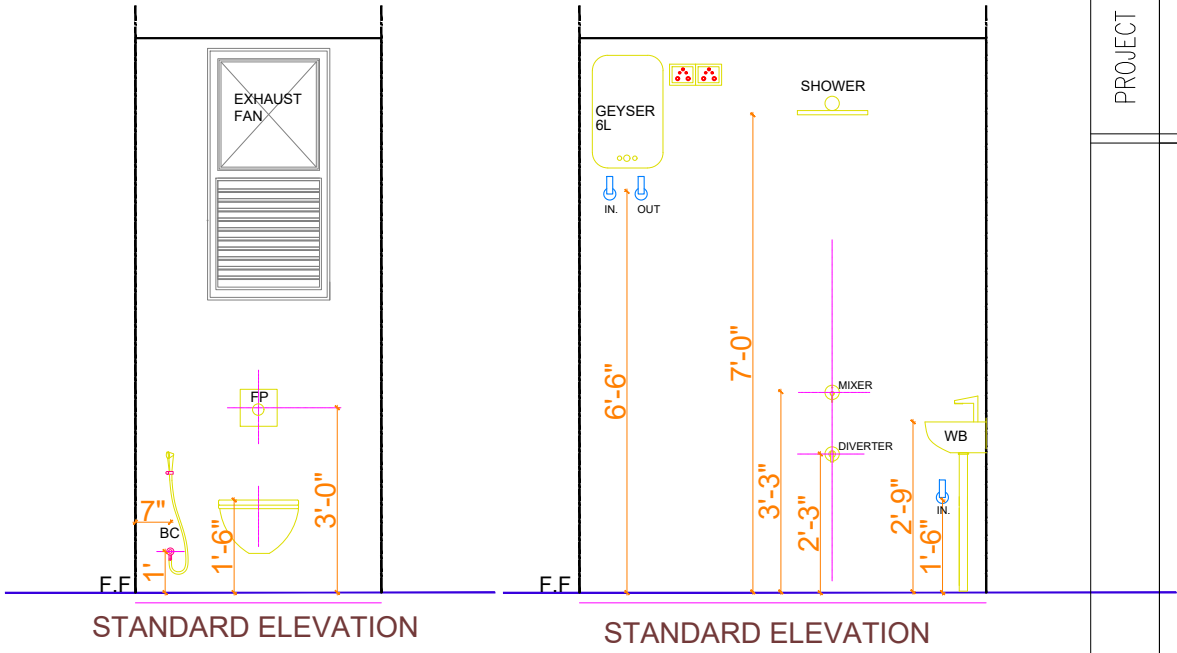 EXHAUST
FAN
FP
7"
BC
1'
1'-6"
3'-0"
F.F
STANDARD ELEVATION
GEYSER
6L
IN.
OUT
SHOWER
6'-6"
7'-0"
MIXER
DIVERTER
3'-3"
2'-3"
WB
2'-9"
IN.
1'-6"
F.F
STANDARD ELEVATION
PROJECT